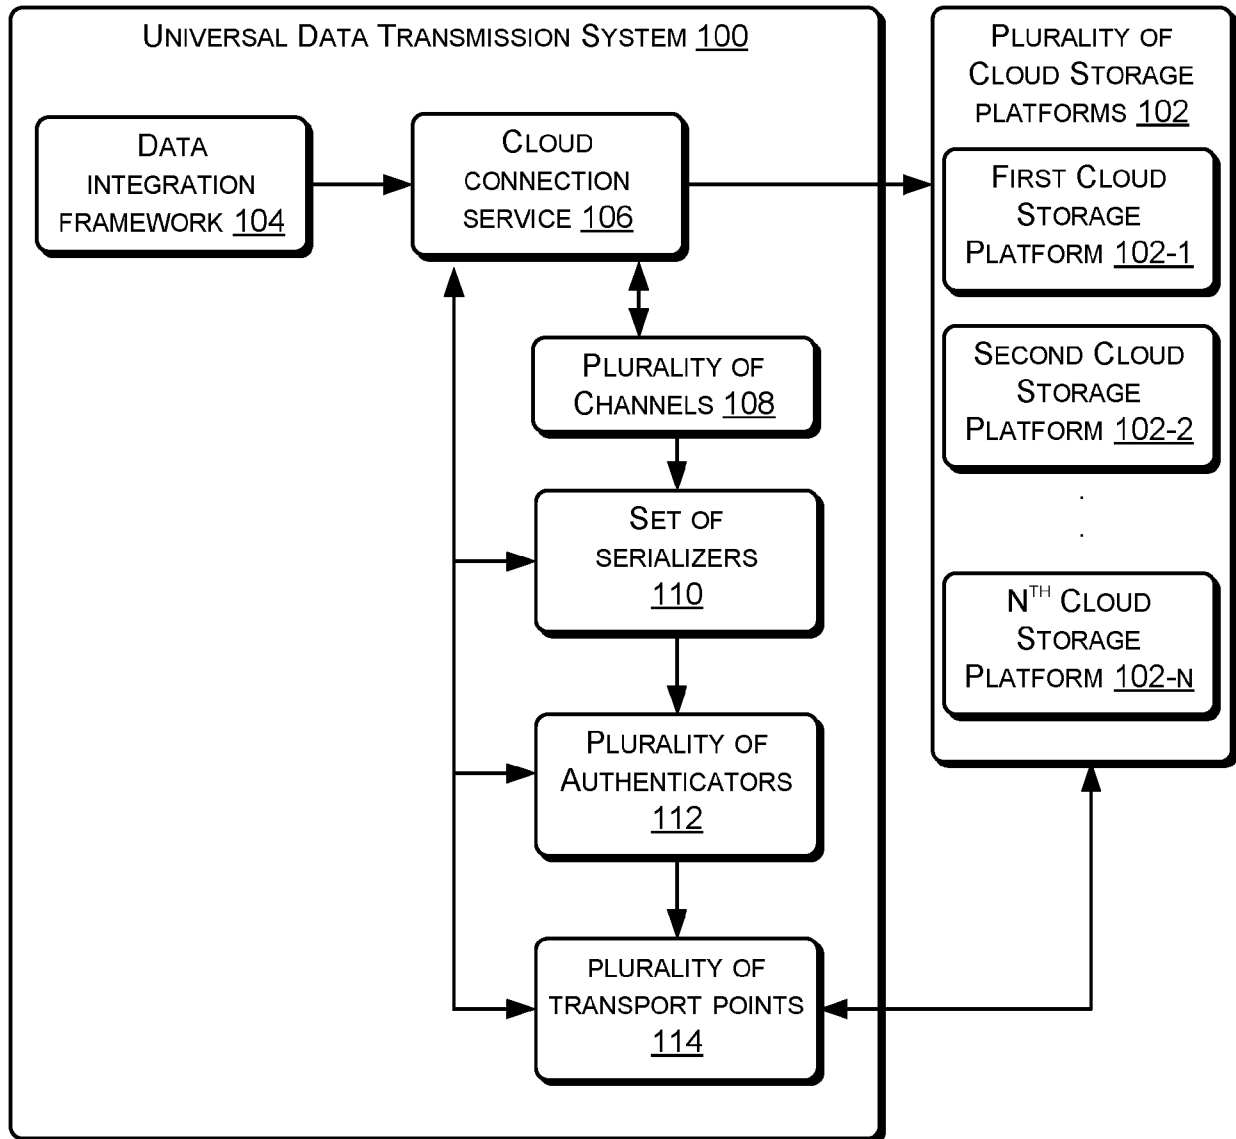 UNIVERSAL DATA TRANSMISSION SYSTEM 100
DATA
INTEGRATION
FRAMEWORK 104
CLOUD
CONNECTION
SERVICE 106
PLURALITY OF
CHANNELS 108
SET OF
SERIALIZERS
110
PLURALITY OF
AUTHENTICATORS
112
PLURALITY OF
TRANSPORT POINTS
114
PLURALITY OF
CLOUD STORAGE
PLATFORMS 102
FIRST CLOUD
STORAGE
PLATFORM 102-1
SECOND CLOUD
STORAGE
PLATFORM 102-2
.
.
NTH CLOUD
STORAGE
PLATFORM 102-N